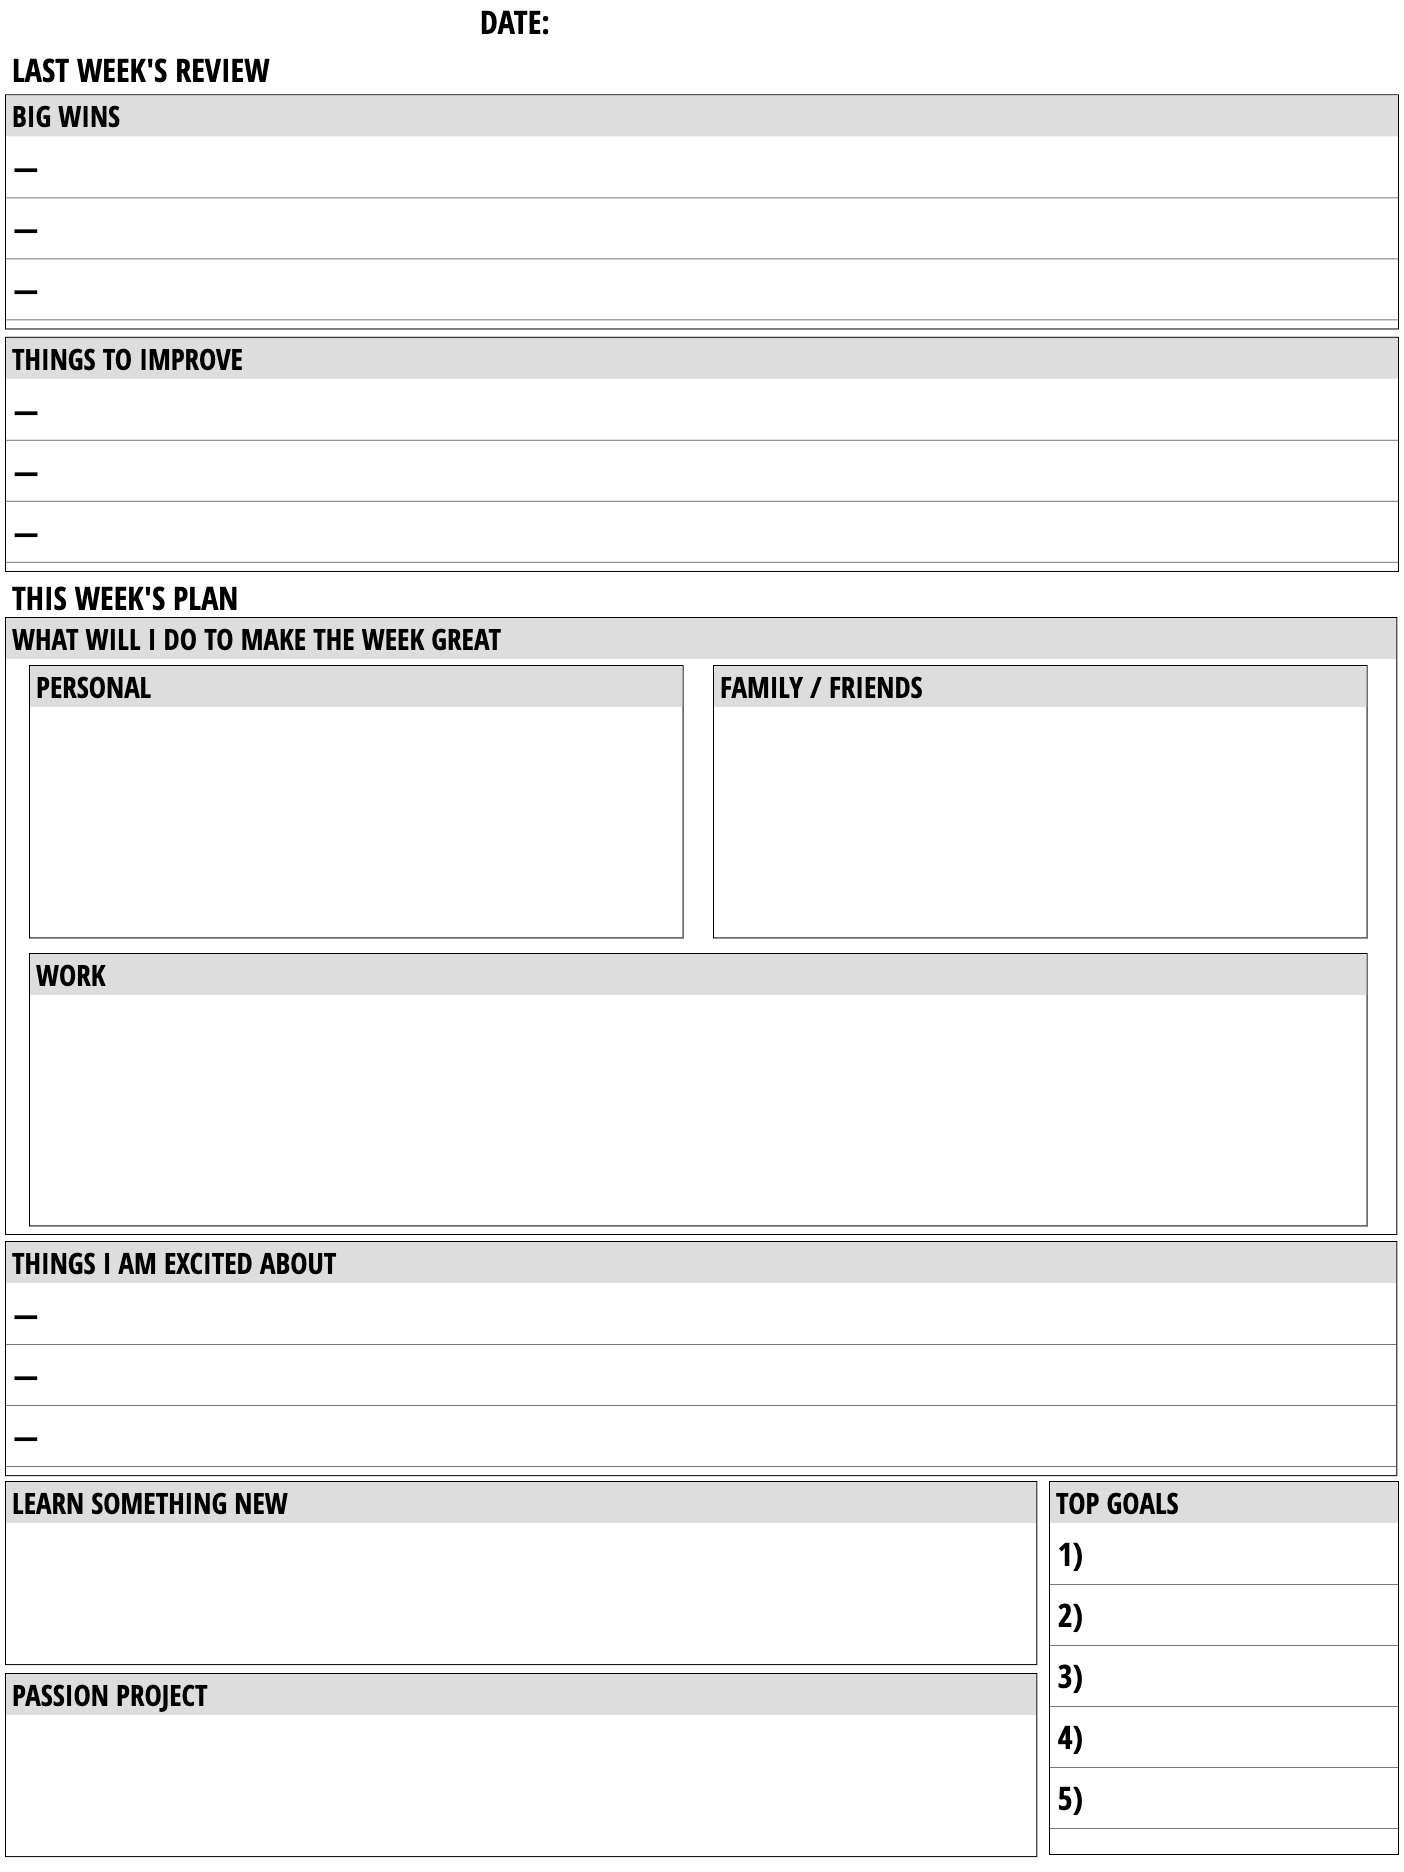 DATE:
LAST WEEK'S REVIEW
BIG WINS
—
—
—
THINGS TO IMPROVE
—
—
—
THIS WEEK'S PLAN
WHAT WILL I DO TO MAKE THE WEEK GREAT
PERSONAL
FAMILY / FRIENDS
WORK
THINGS I AM EXCITED ABOUT
—
—
—
LEARN SOMETHING NEW
PASSION PROJECT
TOP GOALS
1)
2)
3)
4)
5)